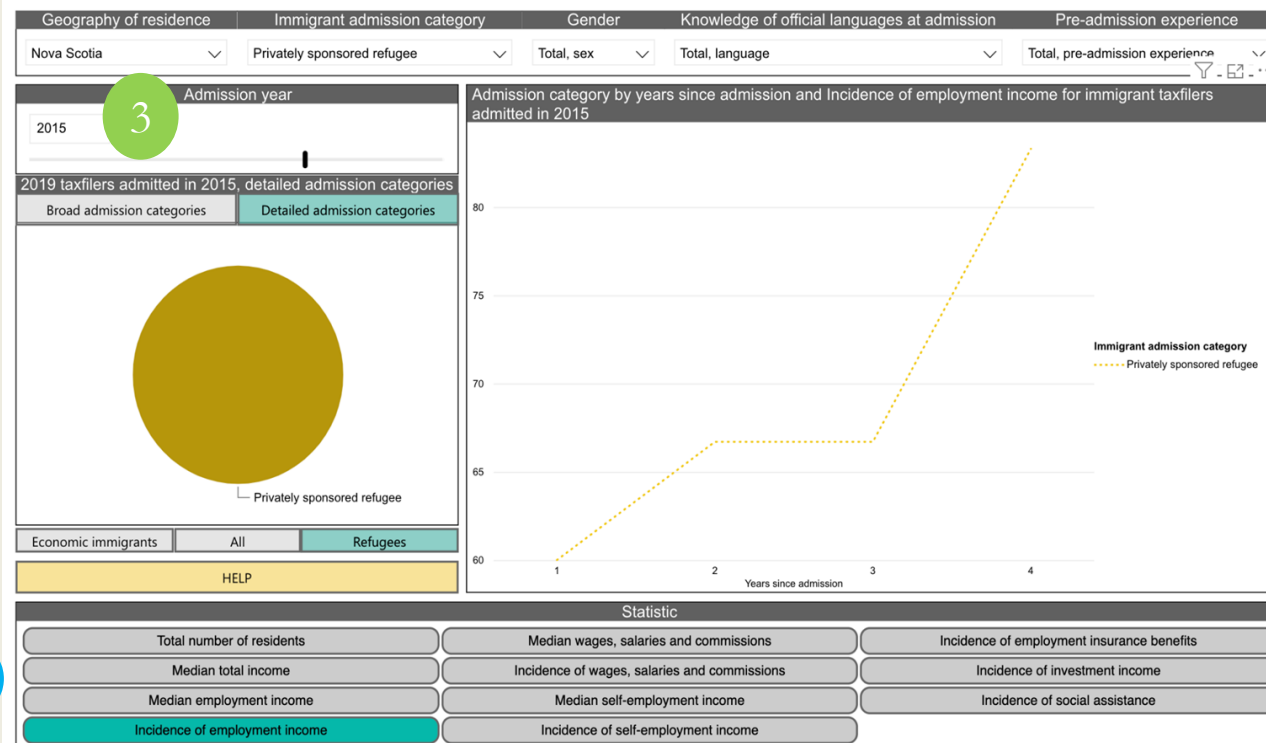 Geography of residence
Immigrant admission category
Gender
Knowledge of official languages at admission
Pre-admission experience
Nova Scotia
Privately sponsored refugee
Total, sex
Total, language
Total, pre-admission experience
Admission year
3
2015
2019 taxfilers admitted in 2015, detailed admission categories
Broad admission categories
Detailed admission categories
Privately sponsored refugee
Economic immigrants
All
Refugees
HELP
Admission category by years since admission and Incidence of employment income for immigrant taxfilers
admitted in 2015
80
75
70
65
60
1
2
3
4
Years since admission
Immigrant admission category
Privately sponsored refugee
Statistic
Total number of residents
Median wages, salaries and commissions
Incidence of employment insurance benefits
Median total income
Incidence of wages, salaries and commissions
Incidence of investment income
Median employment income
Median self-employment income
Incidence of social assistance
Incidence of employment income
Incidence of self-employment income